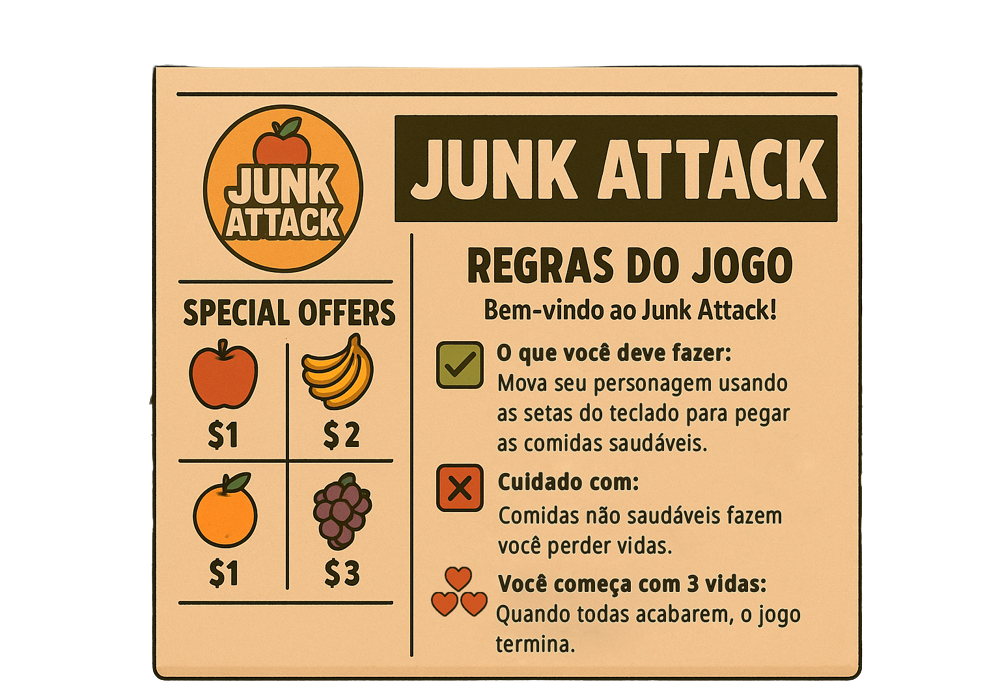 JUNK
ATTACK
JUNK ATTACK
SPECIAL OFFERS
$1
$2
$1
$3
REGRAS DO JOGO
Bem-vindo ao Junk Attack!
O que você deve fazer:
Mova seu personagem usando
as setas do teclado para pegar
as comidas saudáveis.
Cuidado com:
Comidas não saudáveis fazem
você perder vidas.
Você começa com 3 vidas:
Quando todas acabarem, o jogo
termina.